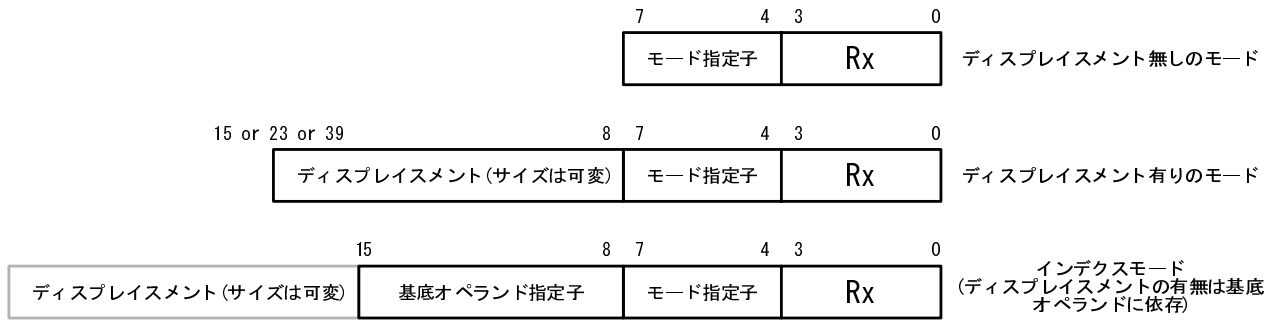 7 4 3 0
モード指定子 Rx ディスプレイスメント無しのモード
15 or 23 or 39 8 7 4 3 0
ディスプレイスメント(サイズは可変) モード指定子 Rx ディスプレイスメント有りのモード
15 8 7 4 3 0
ディスプレイスメント(サイズは可変) 基底オペランド指定子 モード指定子 Rx インデクスモード
(ディスプレイスメントの有無は基底
オペランドに依存)